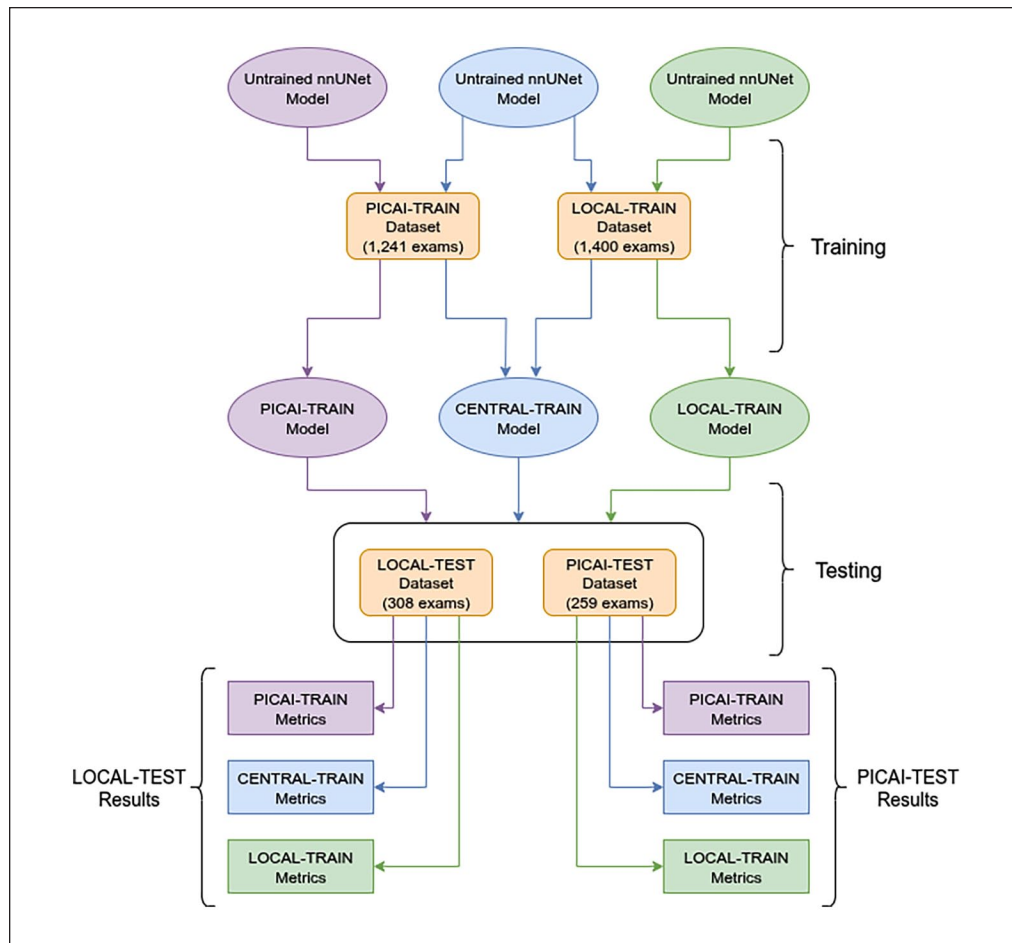 Untrained nnUNet
Model
Untrained nnUNet
Model
Untrained nnUNet
Model
PICAI-TRAIN
Dataset
(1,241 exams)
LOCAL-TRAIN
Dataset
(1,400 exams)
Training
PICAI-TRAIN
Model
CENTRAL-TRAIN
Model
LOCAL-TRAIN
Model
LOCAL-TEST
Dataset
(308 exams)
PICAI-TEST
Dataset
(259 exams)
Testing
LOCAL-TEST
Results
PICAI-TRAIN
Metrics
CENTRAL-TRAIN
Metrics
LOCAL-TRAIN
Metrics
PICAI-TRAIN
Metrics
CENTRAL-TRAIN
Metrics
LOCAL-TRAIN
Metrics
PICAI-TEST
Results